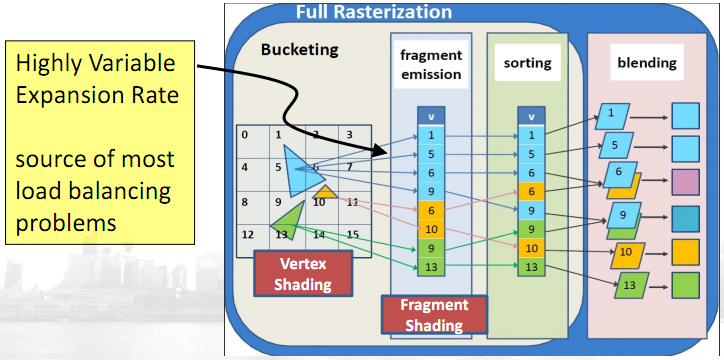 Full Rasterization
Highly Variable
Expansion Rate
source of most
load balancing
problems
Bucketing
fragment
emission
sorting
blending
0 1 2 3
4 5 6 7
8 9 10 11
12 13 14 15
Vertex
Shading
v
1
5
6
9
6
10
9
13
Fragment
Shading
v
1
5
6
6
9
9
10
13
1
5
6
9
10
13